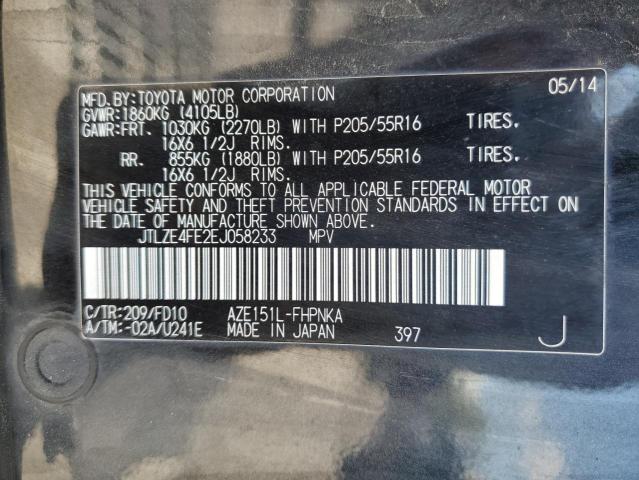 MFD.BY:TOYOTA MOTOR CORPORATION 05/14
GVWR:1860KG (4105LB)
GAWR:FRT. 1030KG (2270LB) WITH P205/55R16 TIRES.
16X6 1/2J RIMS.
RR. 855KG (1880LB) WITH P205/55R16 TIRES.
16X6 1/2J RIMS.
THIS VEHICLE CONFORMS TO ALL APPLICABLE FEDERAL MOTOR
VEHICLE SAFETY AND THEFT PREVENTION STANDARDS IN EFFECT ON
THE DATE OF MANUFACTURE SHOWN ABOVE.
JTLZE4FE2EJ058233 MPV
C/TR:209/FD10 AZE151L-FHPNKA
A/TM:-02A/U241E MADE IN JAPAN 397 J